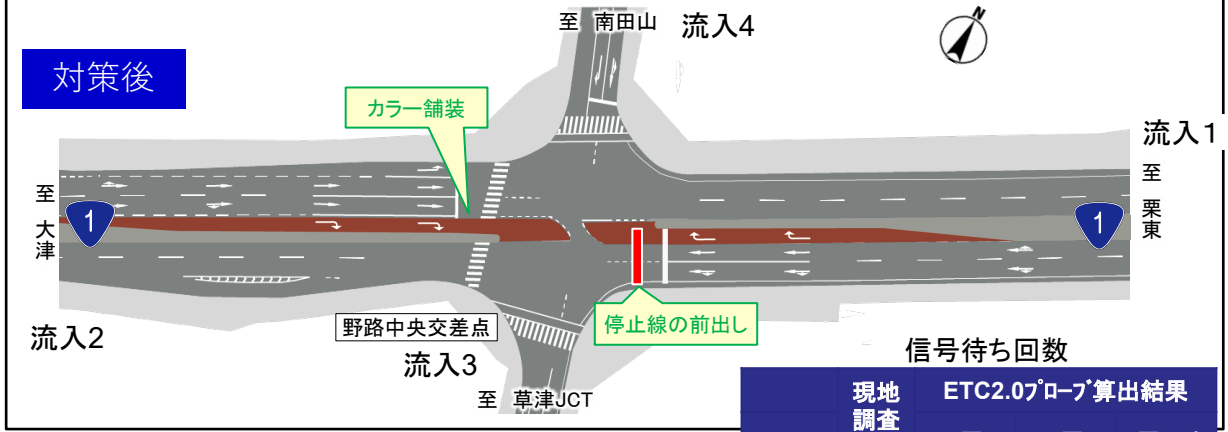 至 南田山 流入4
N
対策後
カラー舗装
流入1
至 栗東
1
至 大津
1
停止線の前出し
野路中央交差点
流入2
流入3
至 草津JCT
信号待ち回数
現地調査
ETC2.0プローブ算出結果